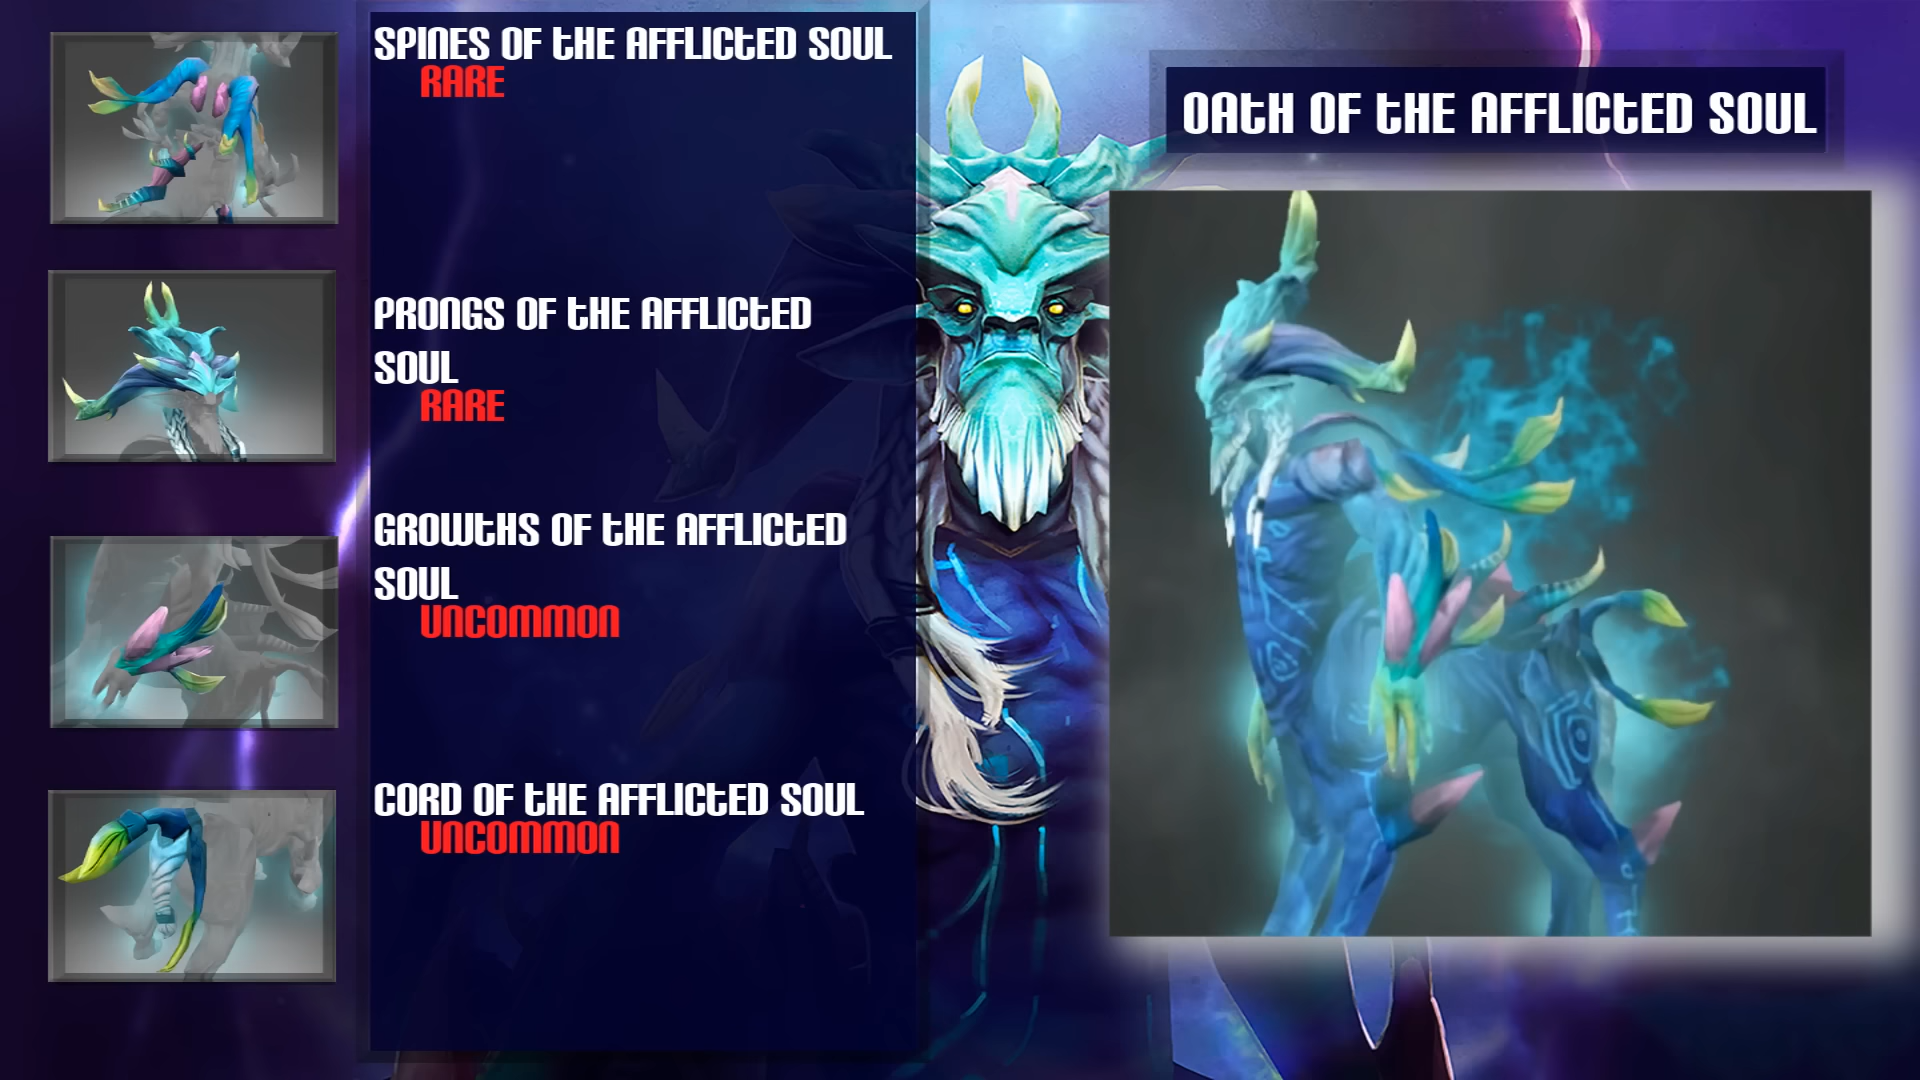 SPINES OF THE AFFLICTED SOUL
RARE
PRONGS OF THE AFFLICTED
SOUL
RARE
GROWTHS OF THE AFFLICTED
SOUL
UNCOMMON
CORD OF THE AFFLICTED SOUL
UNCOMMON
OATH OF THE AFFLICTED SOUL